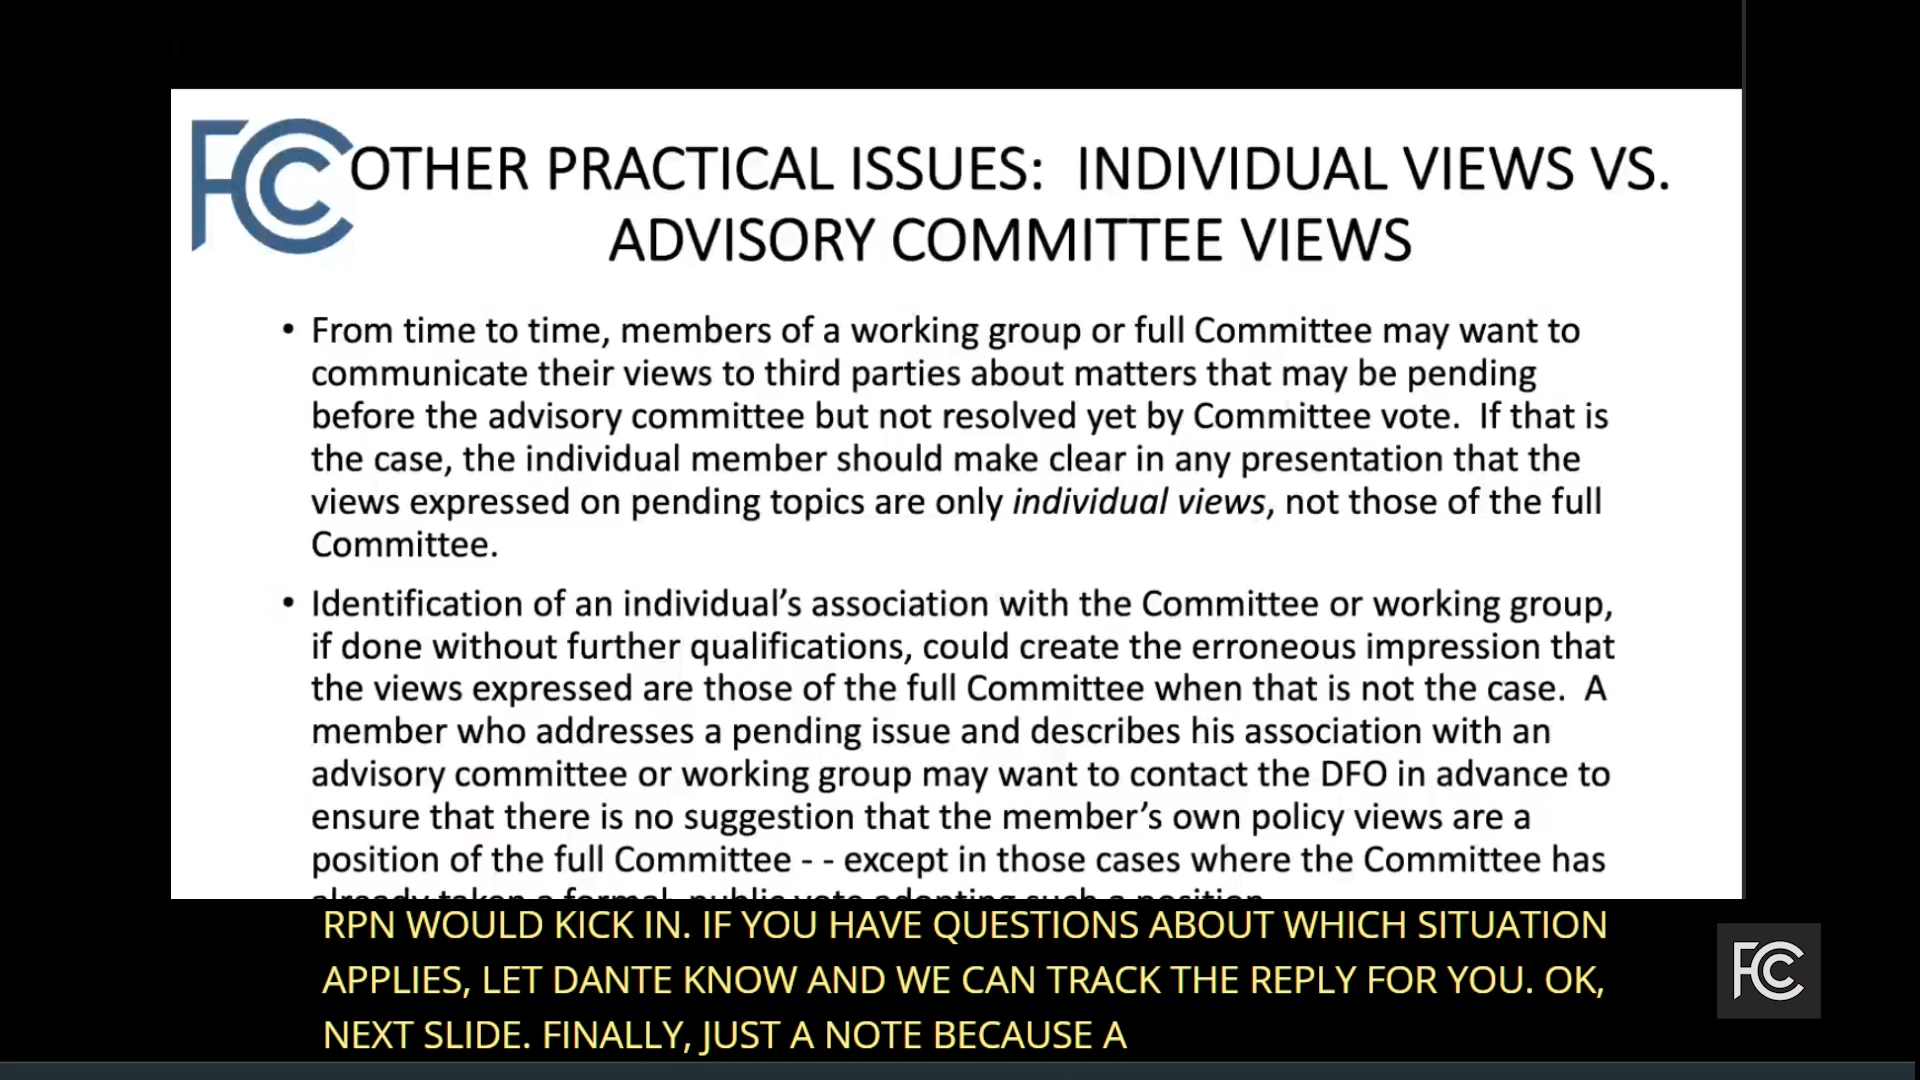 FCC
OTHER PRACTICAL ISSUES: INDIVIDUAL VIEWS VS.
ADVISORY COMMITTEE VIEWS
• From time to time, members of a working group or full Committee may want to
communicate their views to third parties about matters that may be pending
before the advisory committee but not resolved yet by Committee vote. If that is
the case, the individual member should make clear in any presentation that the
views expressed on pending topics are only individual views, not those of the full
Committee.
• Identification of an individual's association with the Committee or working group,
if done without further qualifications, could create the erroneous impression that
the views expressed are those of the full Committee when that is not the case. A
member who addresses a pending issue and describes his association with an
advisory committee or working group may want to contact the DFO in advance to
ensure that there is no suggestion that the member's own policy views are a
position of the full Committee - - except in those cases where the Committee has
already taken a formal, public vote adopting such a position.
RPN WOULD KICK IN. IF YOU HAVE QUESTIONS ABOUT WHICH SITUATION
APPLIES, LET DANTE KNOW AND WE CAN TRACK THE REPLY FOR YOU. OK,
NEXT SLIDE. FINALLY, JUST A NOTE BECAUSE A
FCC